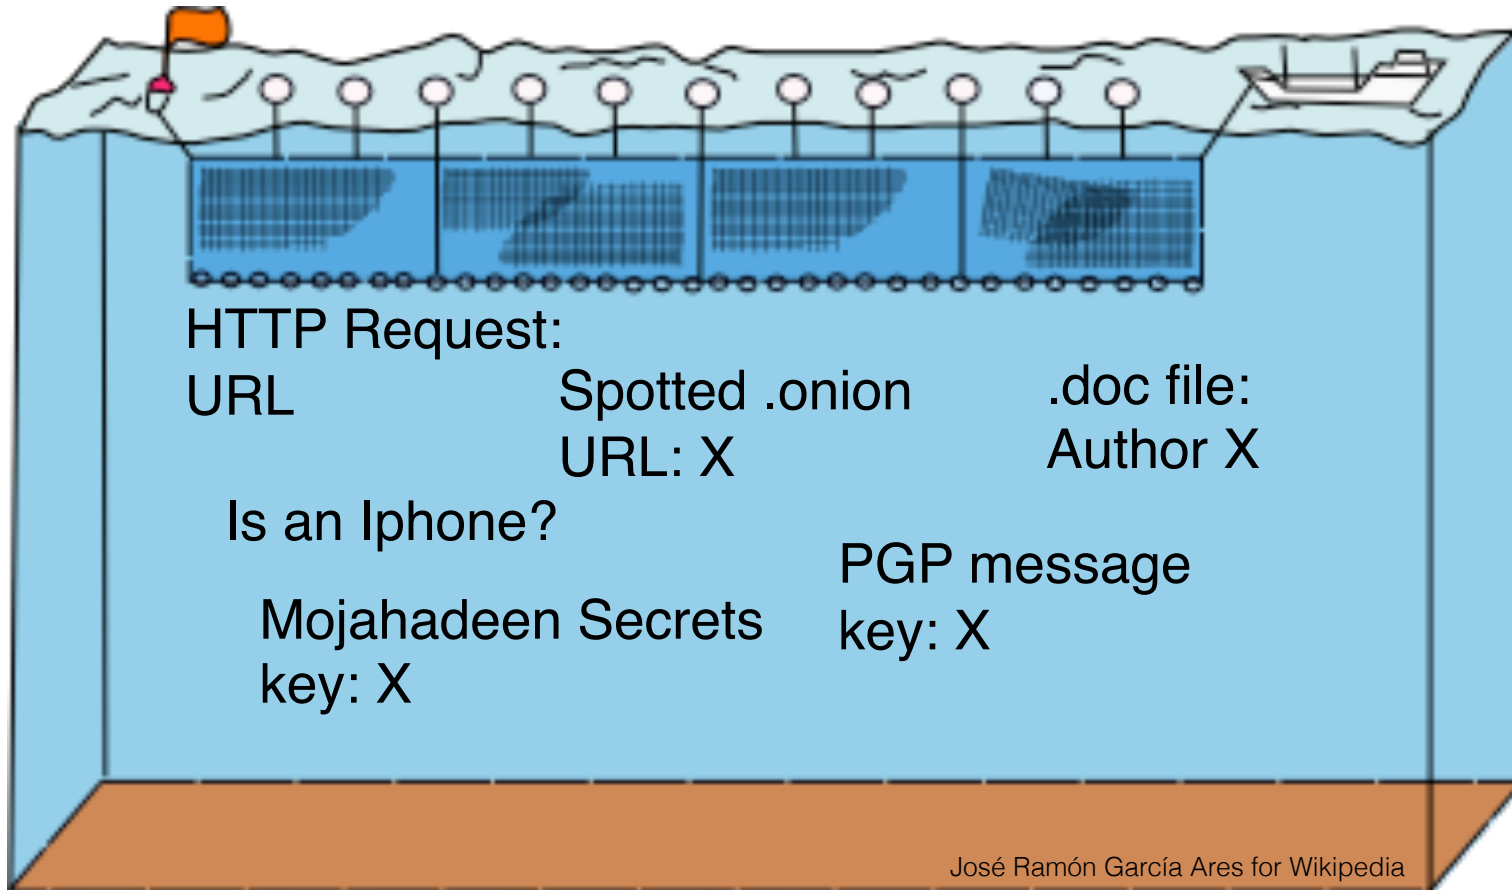 HTTP Request:
URL
Spotted .onion
URL: X
.doc file:
Author X
Is an Iphone?
PGP message
key: X
Mojahadeen Secrets
key: X
José Ramón García Ares for Wikipedia